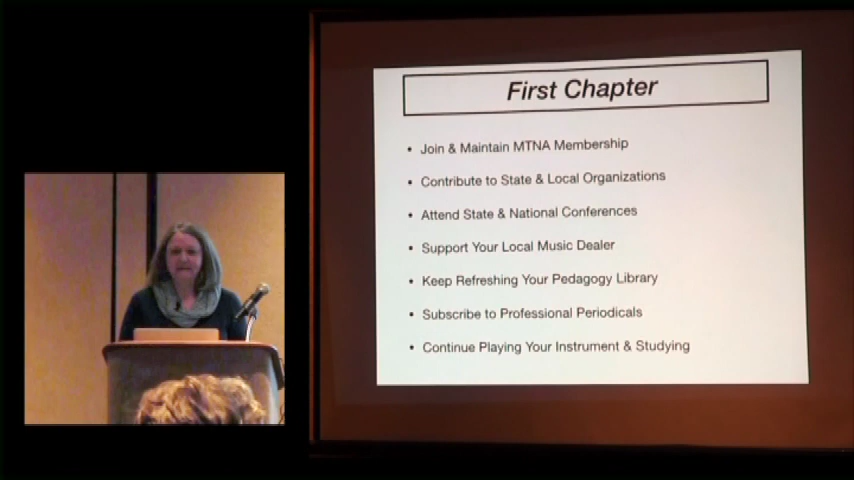 First Chapter
• Join & Maintain MTNA Membership
• Contribute to State & Local Organizations
• Attend State & National Conferences
• Support Your Local Music Dealer
• Keep Refreshing Your Pedagogy Library
• Subscribe to Professional Periodicals
• Continue Playing Your Instrument & Studying